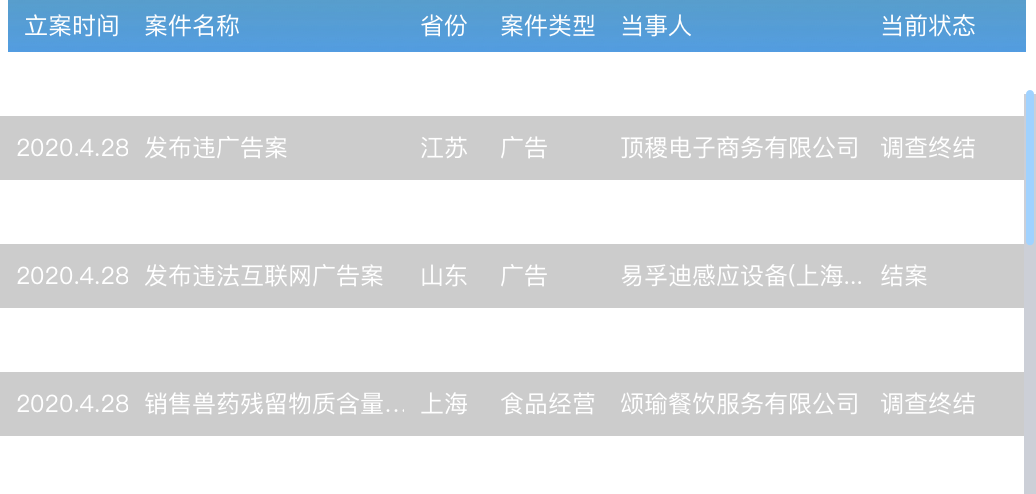 立案时间 案件名称 省份 案件类型 当事人 当前状态
2020.4.28 发布违广告案 江苏 广告 顶稷电子商务有限公司 调查终结
2020.4.28 发布违法互联网广告案 山东 广告 易孚迪感应设备(上海... 结案
2020.4.28 销售兽药残留物质含量... 上海 食品经营 颂瑜餐饮服务有限公司 调查终结